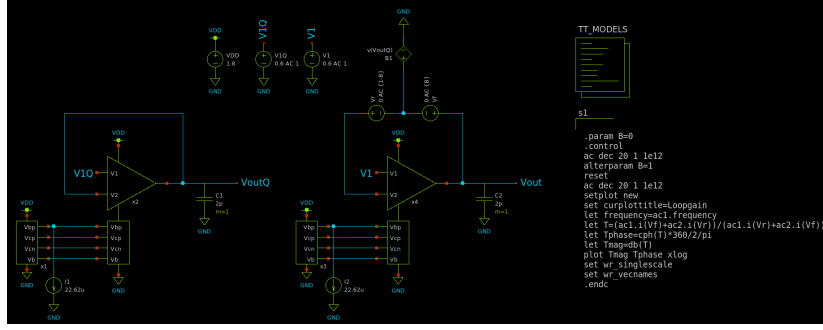 GND
VDD
V1Q
V1
TT_MODELS
v(VoutQ)
B1
VDD
1.8
V1Q
0.6 AC 1
V1
0.6 AC 1
GND
GND
GND
Vf
0 AC {1-B}
0 AC {B}
s1
VDD
V1Q
V1
V2
x2
VoutQ
C1
2p
m=1
GND
VDD
V1
V1
V2
x4
Vout
C2
2p
m=1
GND
VDD
Vbp
Vcp
Vcn
Vb
x1
GND
Vbp
Vcp
Vcn
Vb
GND
I1
22.62u
GND
VDD
Vbp
Vcp
Vcn
Vb
x3
GND
Vbp
Vcp
Vcn
Vb
GND
I2
22.62u
GND
.param B=0
.control
ac dec 20 1 1e12
alterparam B=1
reset
ac dec 20 1 1e12
setplot new
set curplottitle=Loopgain
let frequency=ac1.frequency
let T=(ac1.i(Vf)+ac2.i(Vr))/(ac1.i(Vr)+ac2.i(Vf))
let Tphase=cph(T)*360/2/pi
let Tmag=db(T)
plot Tmag Tphase xlog
set wr_singlescale
set wr_vecnames
.endc